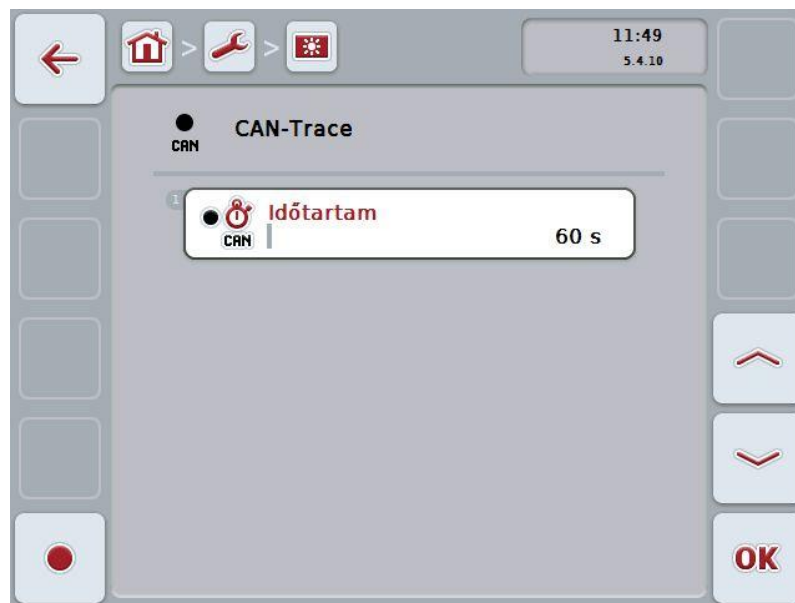 > >
11:49
5.4.10
CAN CAN-Trace
1
Időtartam
CAN 60 s
OK